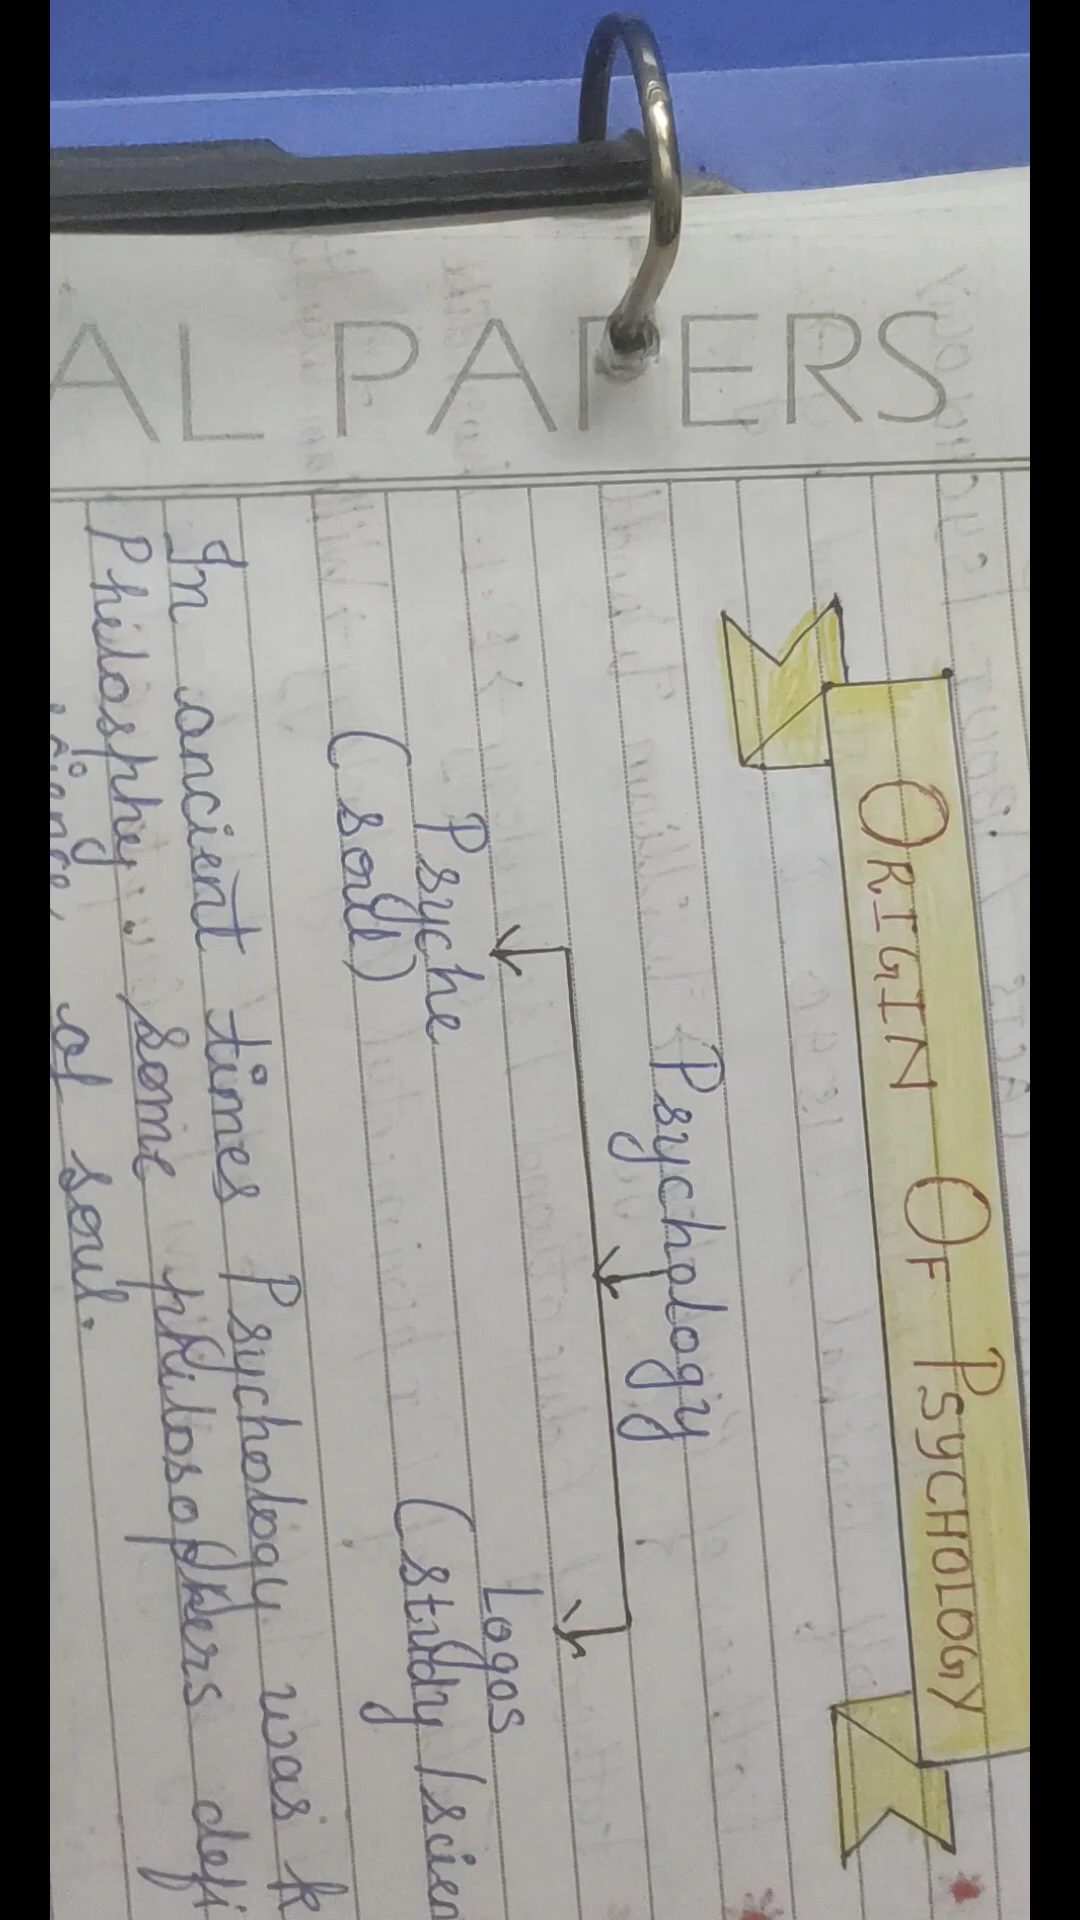 AL PAPERS
ORIGIN OF PSYCHOLOGY
Psychology
Psyche Logos
(soul) (study/scien
In ancient times Psychology was k
Philosphy. some philosophers defi
of soul.